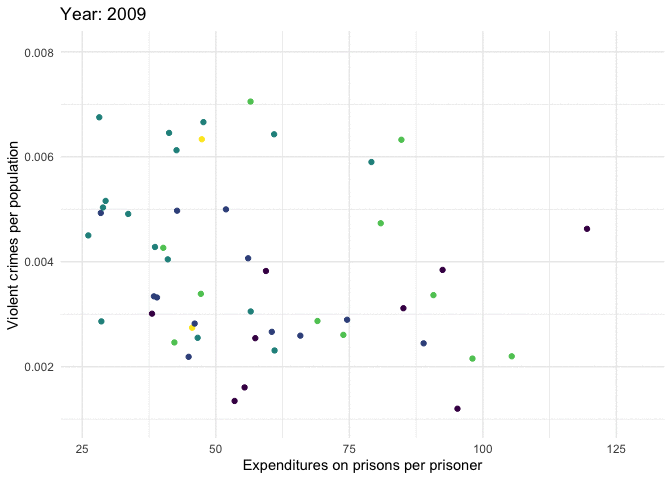 Year: 2009
0.008
0.006
0.004
0.002
Violent crimes per population
25 50 75 100 125
Expenditures on prisons per prisoner